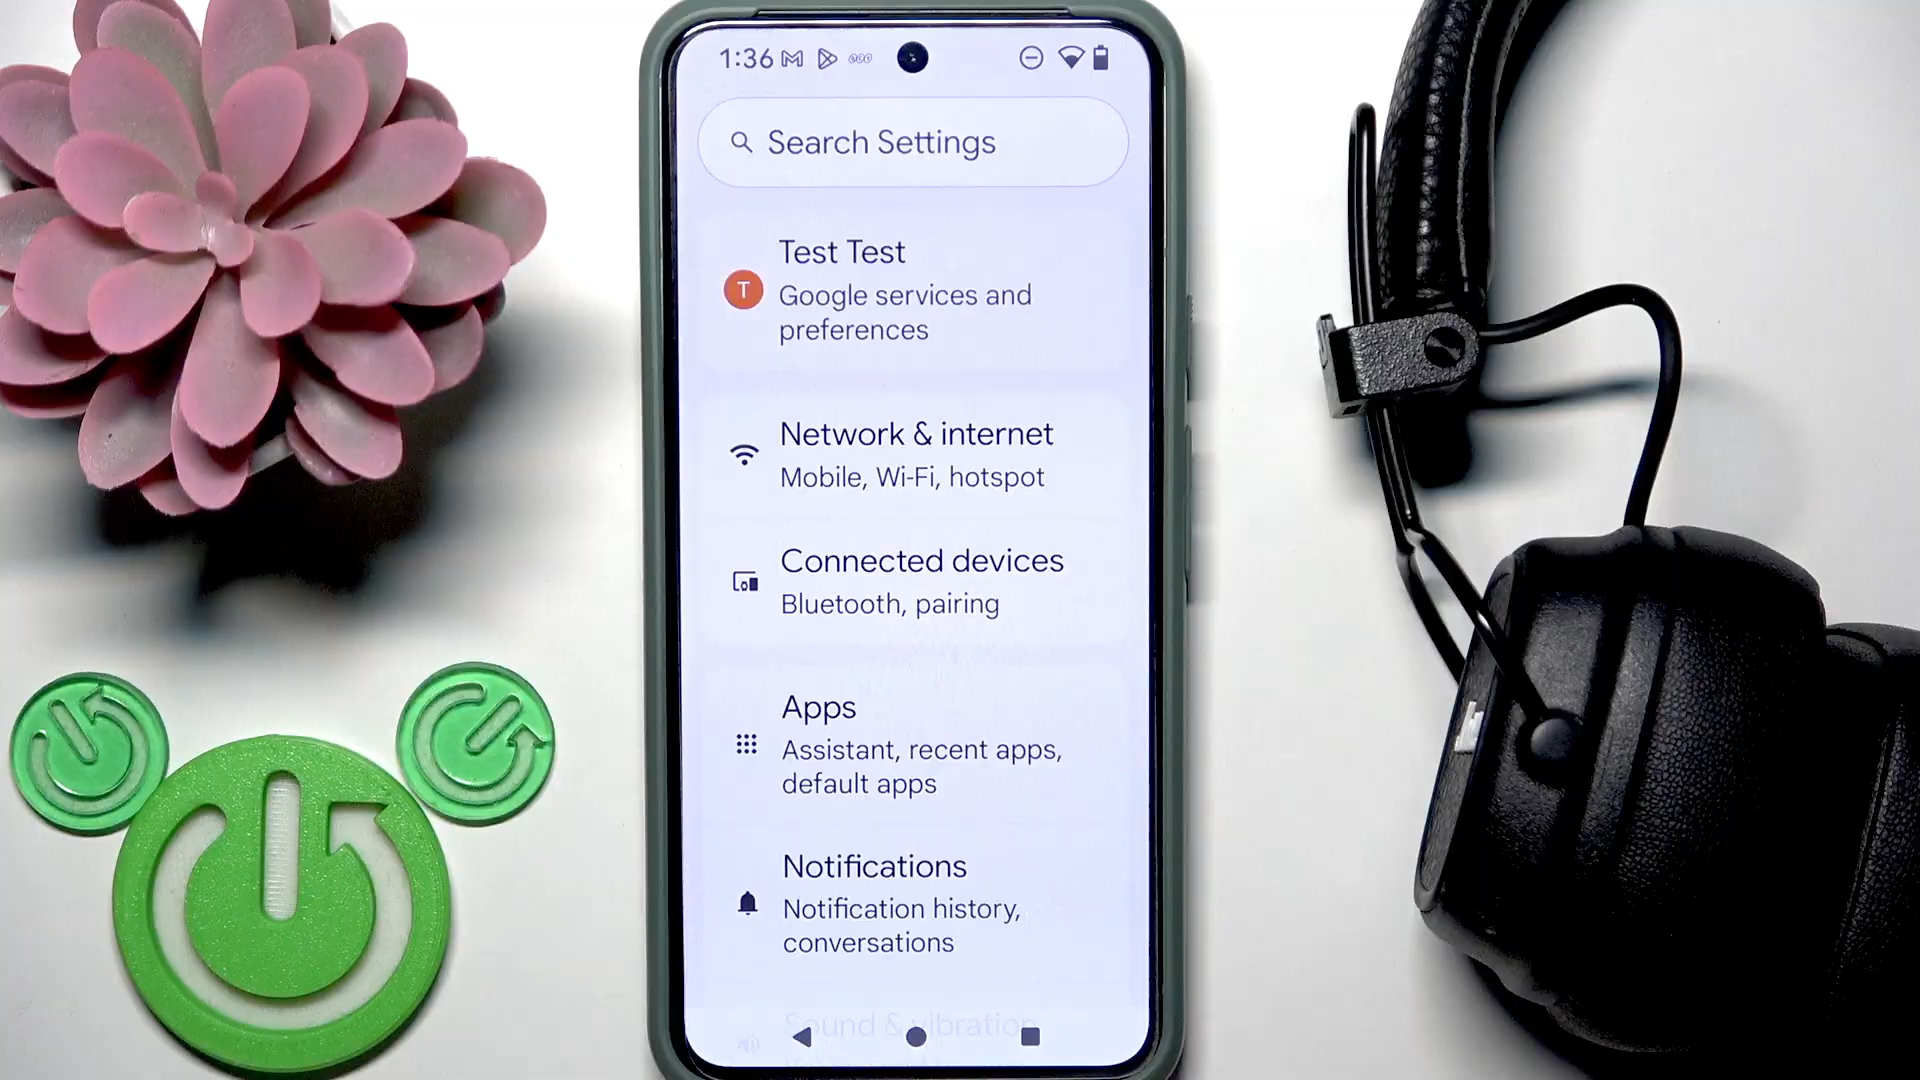 1:36
Search Settings
Test Test
T
Google services and
preferences
Network & internet
Mobile, Wi-Fi, hotspot
Connected devices
Bluetooth, pairing
Apps
Assistant, recent apps,
default apps
Notifications
Notification history,
conversations
Sound & vibration